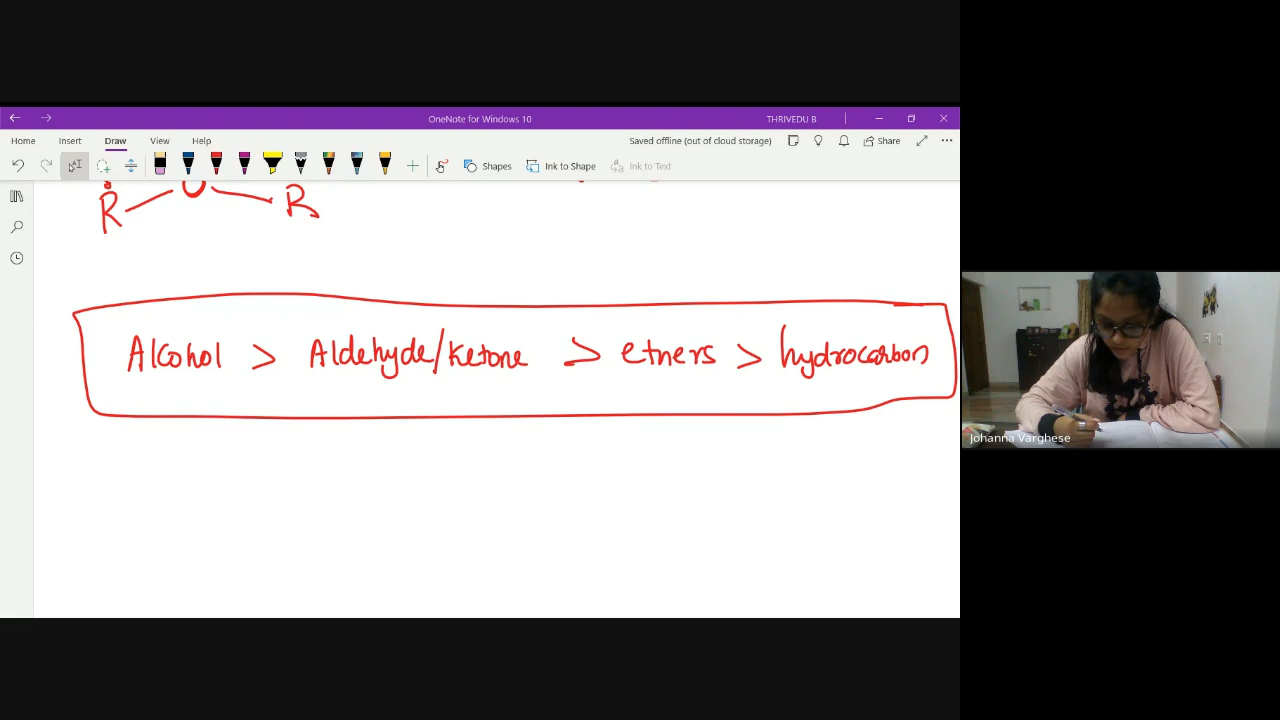 OneNote for Windows 10
THRIVEDU B
Home Insert Draw View Help
Saved offline (out of cloud storage)
Share
Shapes
Ink to Shape
Ink to Text
R O R
Alcohol > Aldehyde/Ketone > etners > hydrocarbon
Johanna Varghese